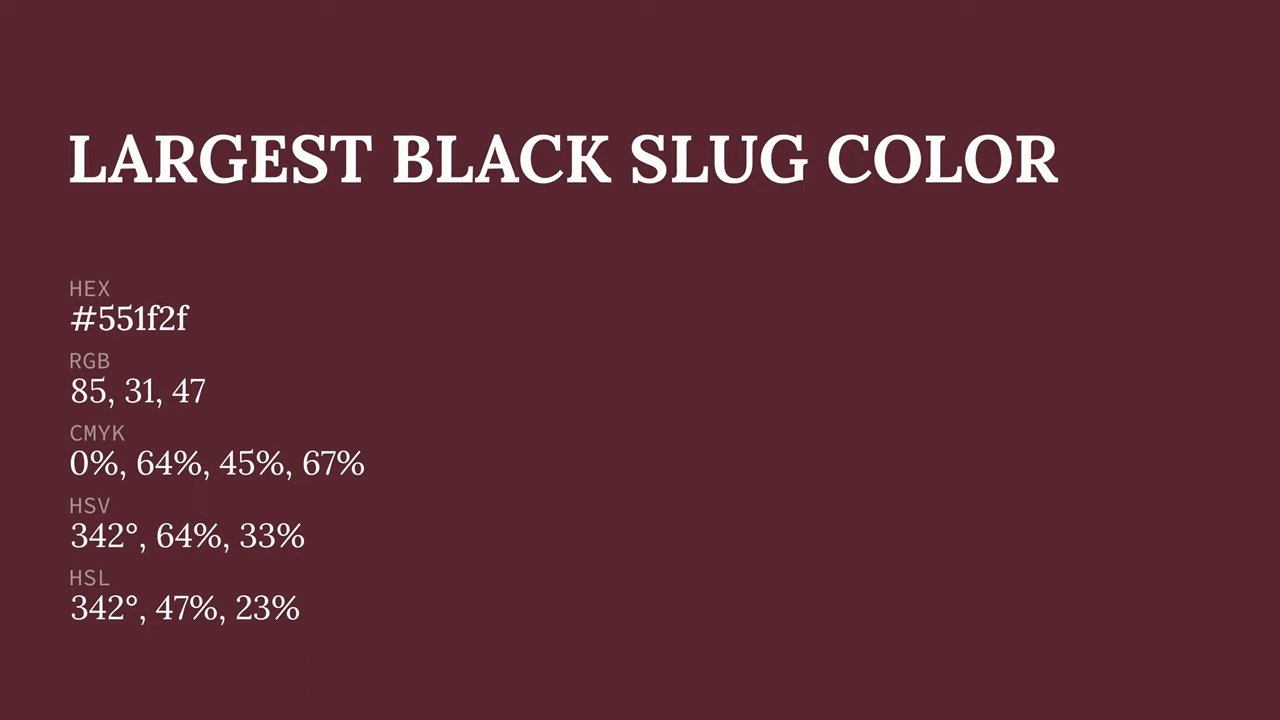 LARGEST BLACK SLUG COLOR
HEX
#551f2f
RGB
85, 31, 47
CMYK
0%, 64%, 45%, 67%
HSV
342°, 64%, 33%
HSL
342°, 47%, 23%